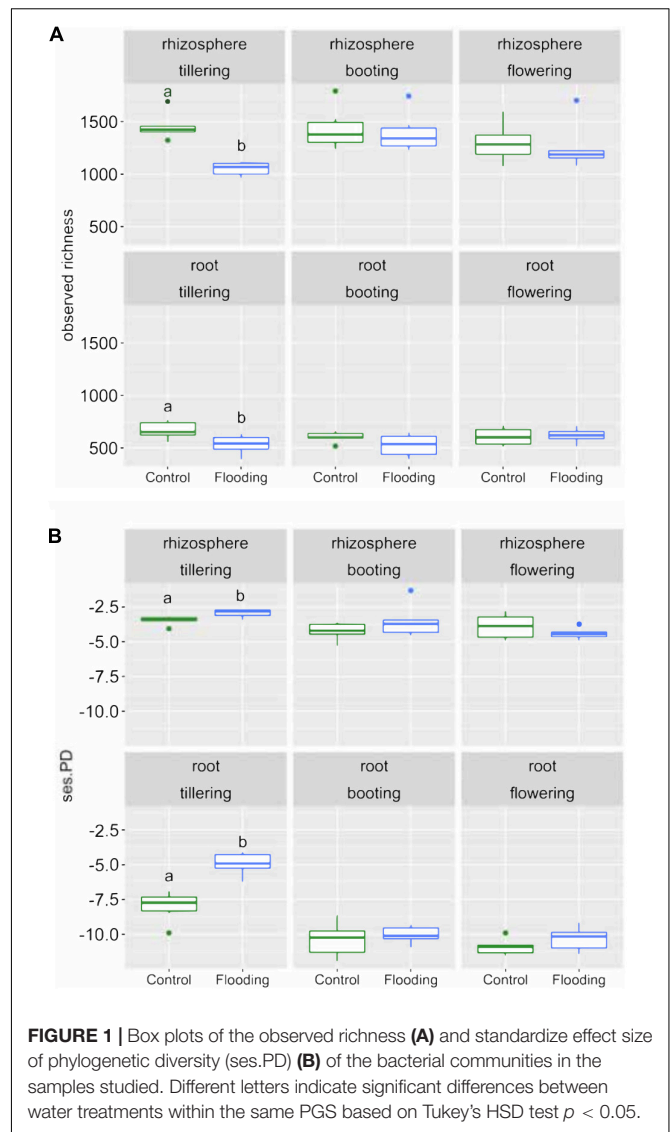 A
rhizosphere rhizosphere rhizosphere
tillering booting flowering
a
b
1500
1000
500
observed richness
root root root
tillering booting flowering
1500
1000
500
a
b
Control Flooding Control Flooding Control Flooding
B
rhizosphere rhizosphere rhizosphere
tillering booting flowering
a b
-2.5
-5.0
-7.5
-10.0
ses.PD
root root root
tillering booting flowering
-2.5
-5.0
-7.5
-10.0
b
a
Control Flooding Control Flooding Control Flooding
FIGURE 1 | Box plots of the observed richness (A) and standardize effect size
of phylogenetic diversity (ses.PD) (B) of the bacterial communities in the
samples studied. Different letters indicate significant differences between
water treatments within the same PGS based on Tukey's HSD test p < 0.05.